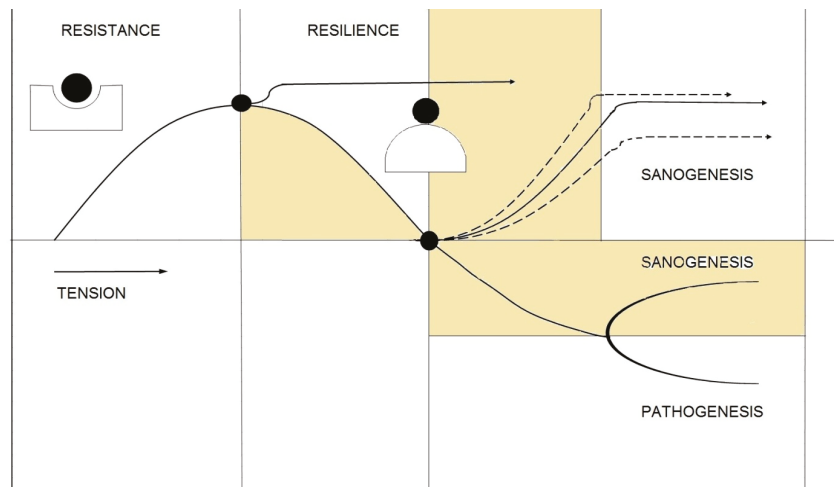 RESISTANCE
RESILIENCE
SANOGENESIS
SANOGENESIS
TENSION
PATHOGENESIS